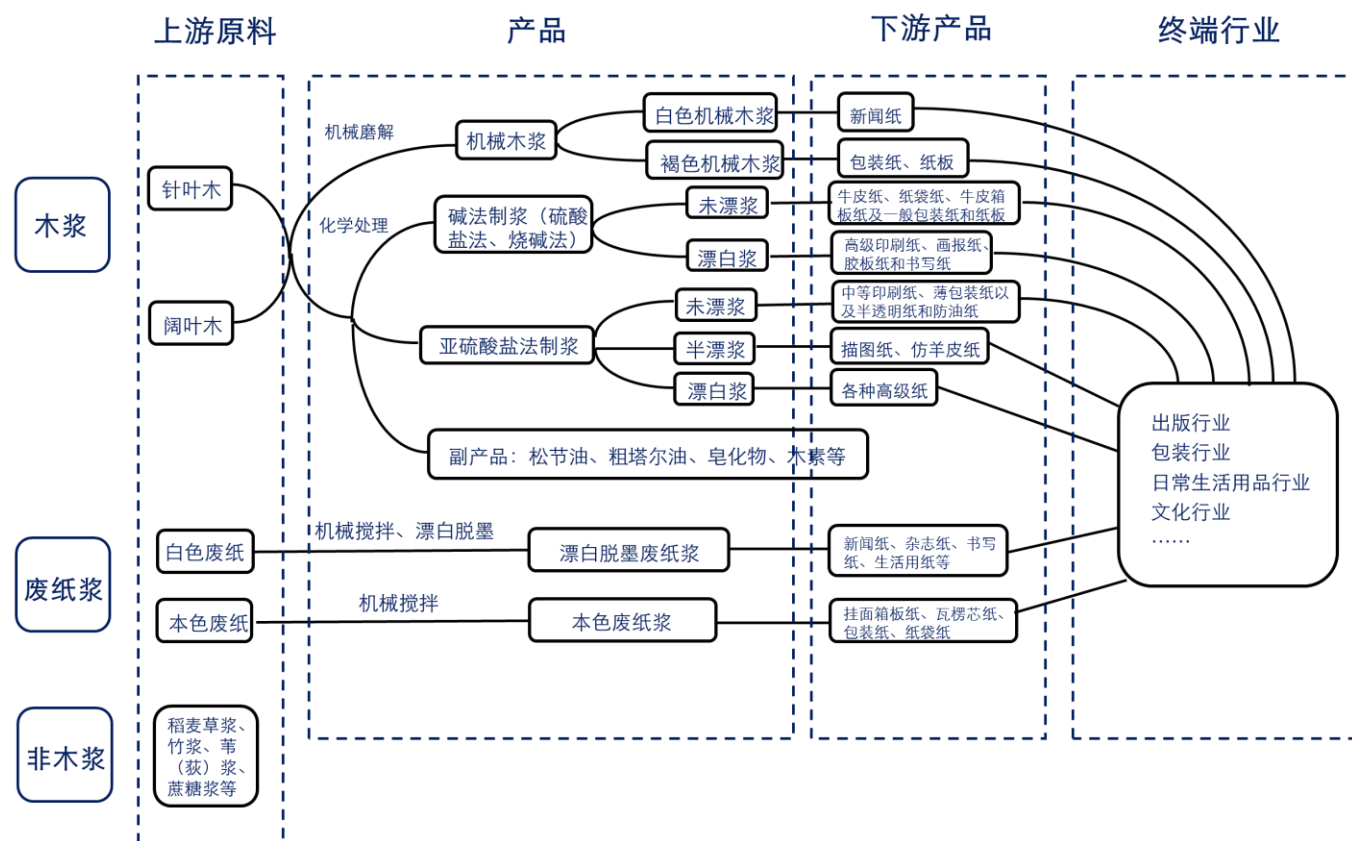 上游原料
产品
下游产品
终端行业
木浆
针叶木
阔叶木
机械磨解
化学处理
机械木浆
白色机械木浆
褐色机械木浆
碱法制浆（硫酸
盐法、烧碱法）
未漂浆
漂白浆
亚硫酸盐法制浆
未漂浆
半漂浆
漂白浆
副产品：松节油、粗塔尔油、皂化物、木素等
新闻纸
包装纸、纸板
牛皮纸、纸袋纸、牛皮箱
板纸及一般包装纸和纸板
高级印刷纸、画报纸、
胶板纸和书写纸
中等印刷纸、薄包装纸以
及半透明纸和防油纸
描图纸、仿羊皮纸
各种高级纸
出版行业
包装行业
日常生活用品行业
文化行业
……
废纸浆
白色废纸
机械搅拌、漂白脱墨
漂白脱墨废纸浆
新闻纸、杂志纸、书写
纸、生活用纸等
本色废纸
机械搅拌
本色废纸浆
挂面箱板纸、瓦楞芯纸、
包装纸、纸袋纸
非木浆
稻麦草浆、
竹浆、苇
（荻）浆、
蔗糖浆等